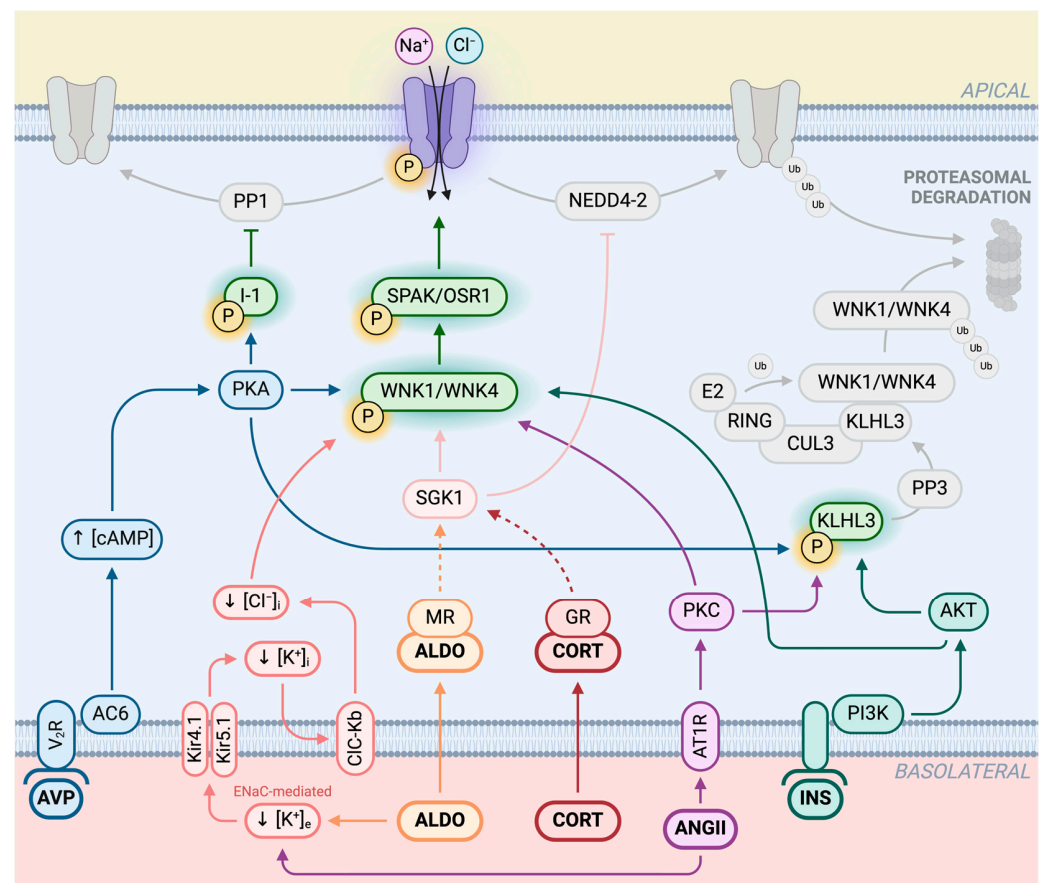 Na⁺
Cl⁻
APICAL
P
PP1
NEDD4-2
Ub
Ub
Ub
PROTEASOMAL
DEGRADATION
I-1
P
SPAK/OSR1
P
WNK1/WNK4
Ub
Ub
Ub
PKA
WNK1/WNK4
P
Ub
WNK1/WNK4
E2
RING
CUL3
KLHL3
SGK1
PP3
KLHL3
P
↑ [cAMP]
↓ [Cl⁻]ᵢ
MR
ALDO
GR
CORT
PKC
AKT
↓ [K⁺]ᵢ
V₂R
AC6
Kir4.1
Kir5.1
ClC-Kb
AT1R
PI3K
BASOLATERAL
AVP
ENaC-mediated
↓ [K⁺]ₑ
ALDO
CORT
ANGII
INS